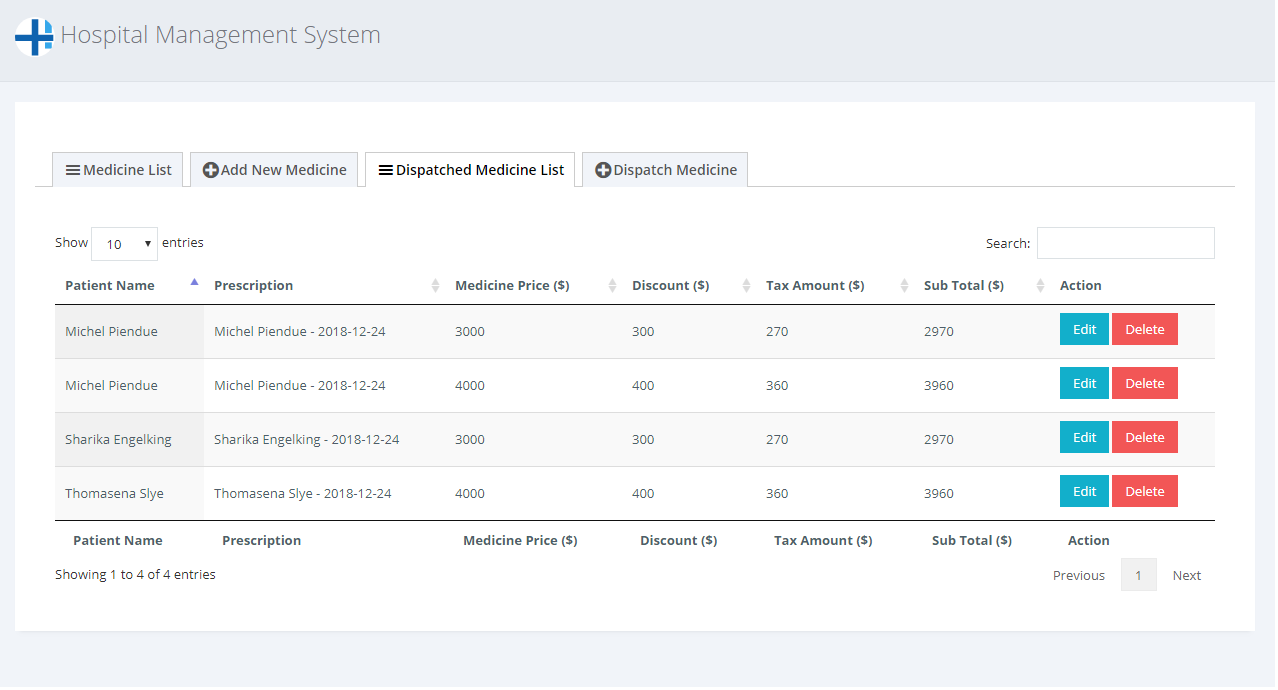 Hospital Management System
Medicine List Add New Medicine Dispatched Medicine List Dispatch Medicine
Show 10 entries Search:
Patient Name Prescription Medicine Price ($) Discount ($) Tax Amount ($) Sub Total ($) Action
Michel Piendue Michel Piendue - 2018-12-24 3000 300 270 2970 Edit Delete
Michel Piendue Michel Piendue - 2018-12-24 4000 400 360 3960 Edit Delete
Sharika Engelking Sharika Engelking - 2018-12-24 3000 300 270 2970 Edit Delete
Thomasena Slye Thomasena Slye - 2018-12-24 4000 400 360 3960 Edit Delete
Patient Name Prescription Medicine Price ($) Discount ($) Tax Amount ($) Sub Total ($) Action
Showing 1 to 4 of 4 entries Previous 1 Next